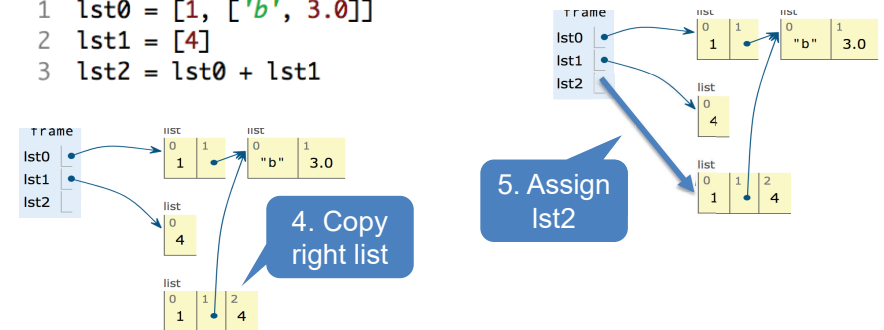 1 lst0 = [1, ['b', 3.0]]
2 lst1 = [4]
3 lst2 = lst0 + lst1
frame
lst0
lst1
lst2
list
0 1
1
list
0 1
"b" 3.0
list
0
4
list
0 1 2
1 4
4. Copy
right list
frame
lst0
lst1
lst2
list
0 1
1
list
0 1
"b" 3.0
list
0
4
list
0 1 2
1 4
5. Assign
lst2